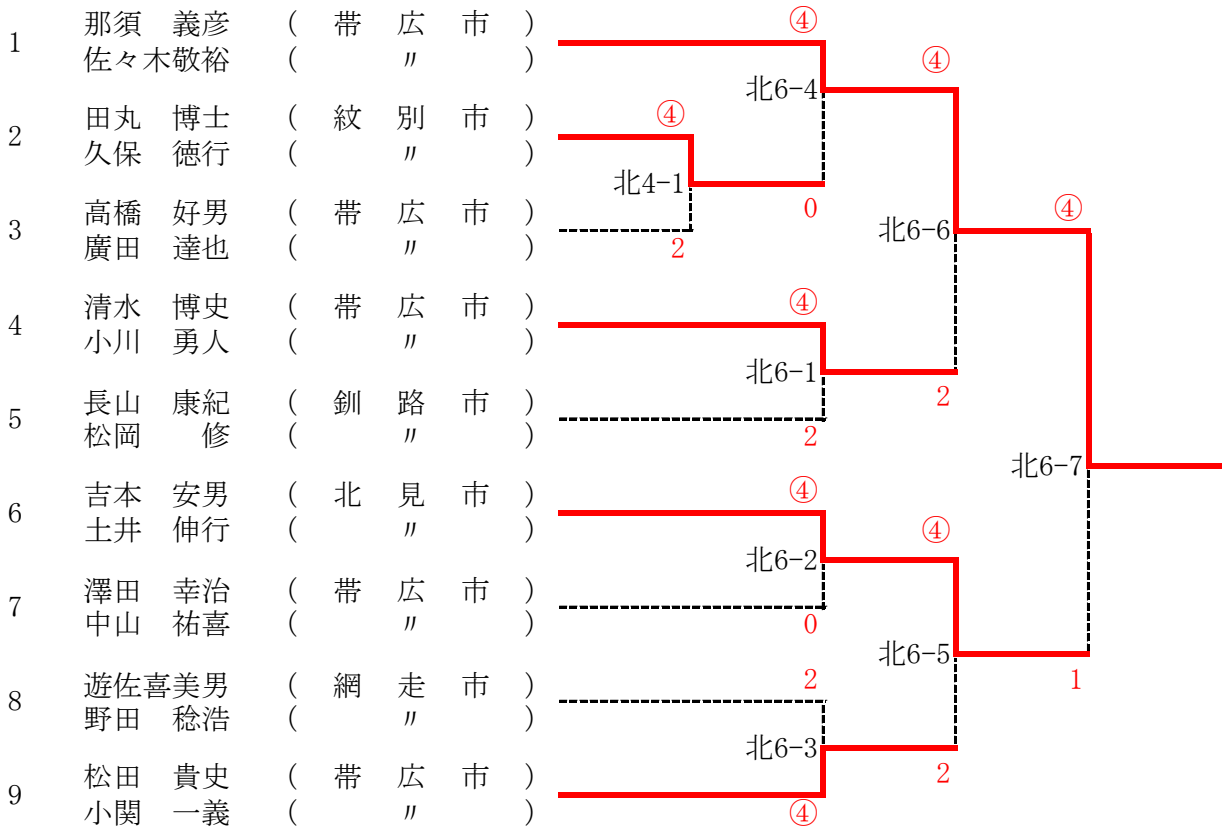 1 那須 義彦 ( 帯 広 市 )
佐々木敬裕 ( 〃 )
2 田丸 博士 ( 紋 別 市 )
久保 徳行 ( 〃 )
3 高橋 好男 ( 帯 広 市 )
廣田 達也 ( 〃 )
4 清水 博史 ( 帯 広 市 )
小川 勇人 ( 〃 )
5 長山 康紀 ( 釧 路 市 )
松岡 修 ( 〃 )
6 吉本 安男 ( 北 見 市 )
土井 伸行 ( 〃 )
7 澤田 幸治 ( 帯 広 市 )
中山 祐喜 ( 〃 )
8 遊佐喜美男 ( 網 走 市 )
野田 稔浩 ( 〃 )
9 松田 貴史 ( 帯 広 市 )
小関 一義 ( 〃 )
④
北4-1
2
④
北6-4
0
④
北6-1
2
④
北6-2
0
2
北6-3
④
④
北6-6
2
④
北6-5
2
④
北6-7
1